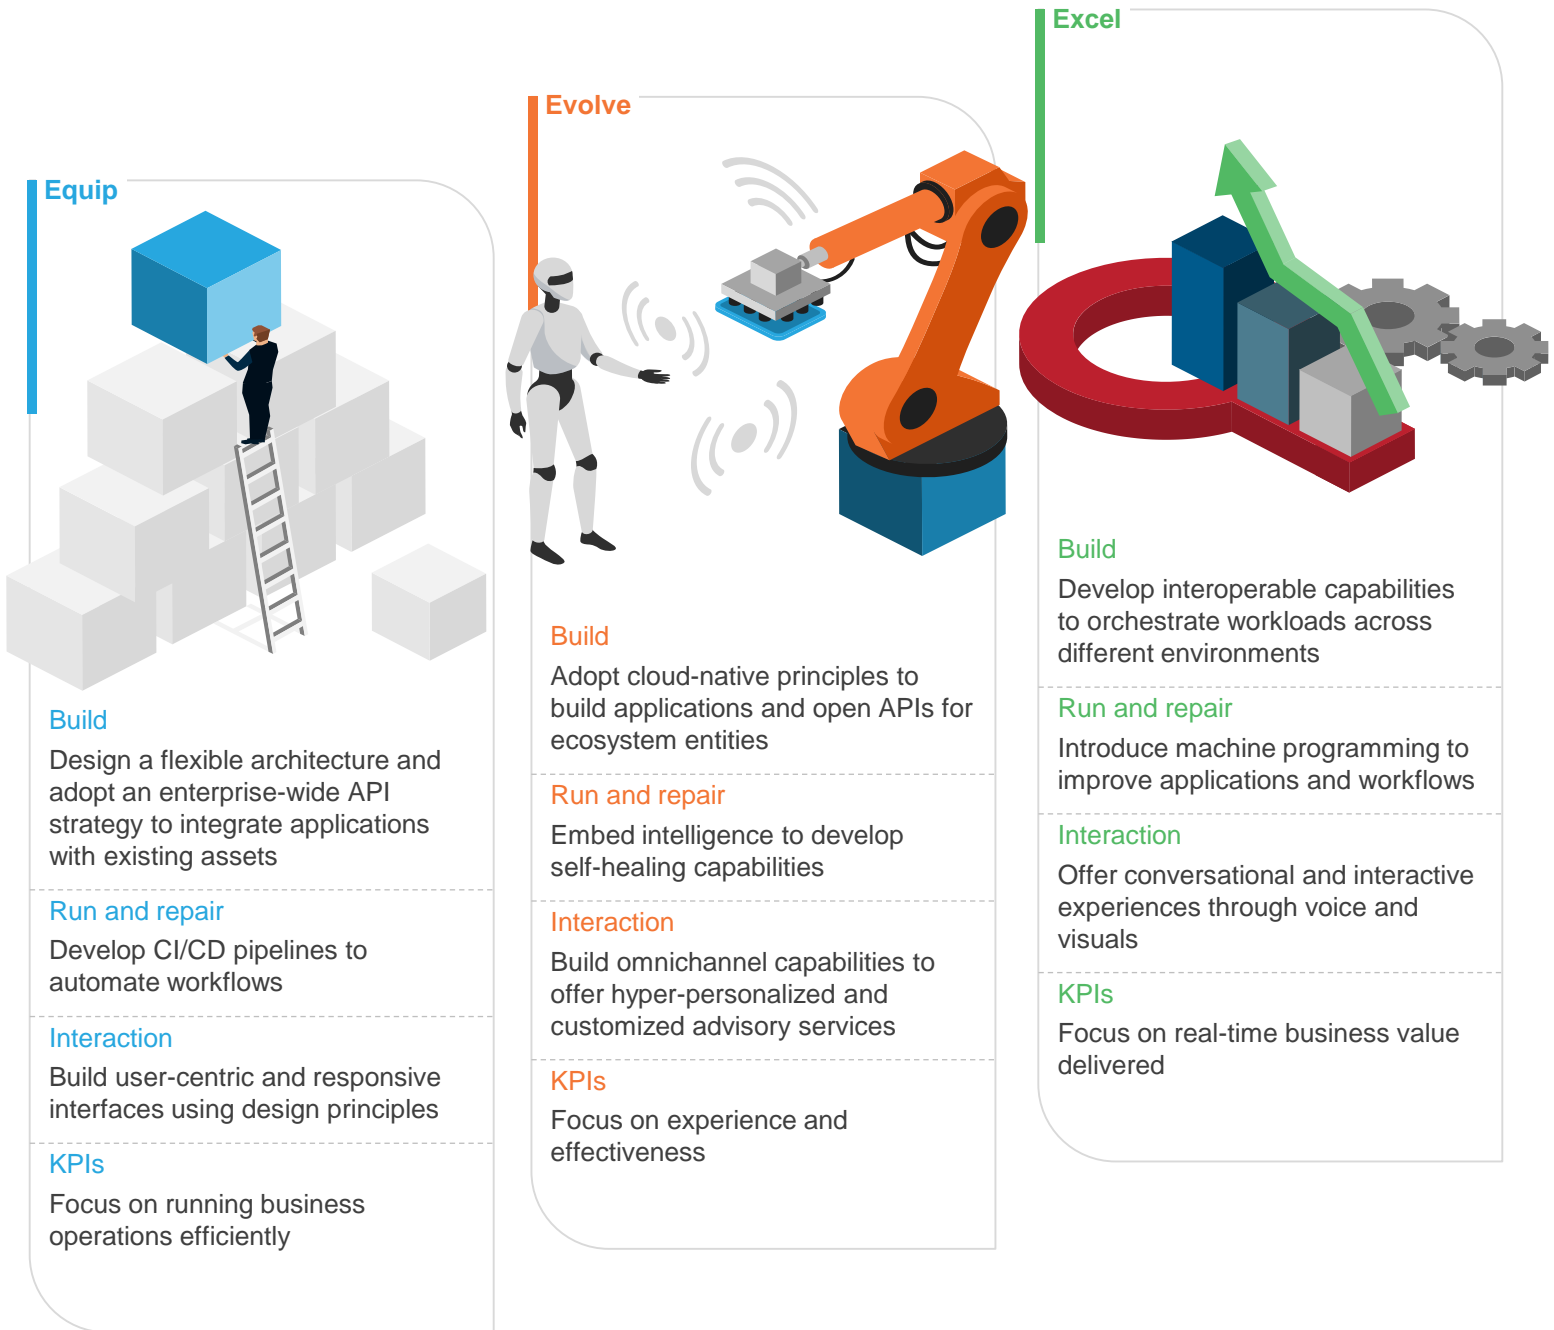 Equip
Build
Design a flexible architecture and
adopt an enterprise-wide API
strategy to integrate applications
with existing assets
Run and repair
Develop CI/CD pipelines to
automate workflows
Interaction
Build user-centric and responsive
interfaces using design principles
KPIs
Focus on running business
operations efficiently
Evolve
Build
Adopt cloud-native principles to
build applications and open APIs for
ecosystem entities
Run and repair
Embed intelligence to develop
self-healing capabilities
Interaction
Build omnichannel capabilities to
offer hyper-personalized and
customized advisory services
KPIs
Focus on experience and
effectiveness
Excel
Build
Develop interoperable capabilities
to orchestrate workloads across
different environments
Run and repair
Introduce machine programming to
improve applications and workflows
Interaction
Offer conversational and interactive
experiences through voice and
visuals
KPIs
Focus on real-time business value
delivered